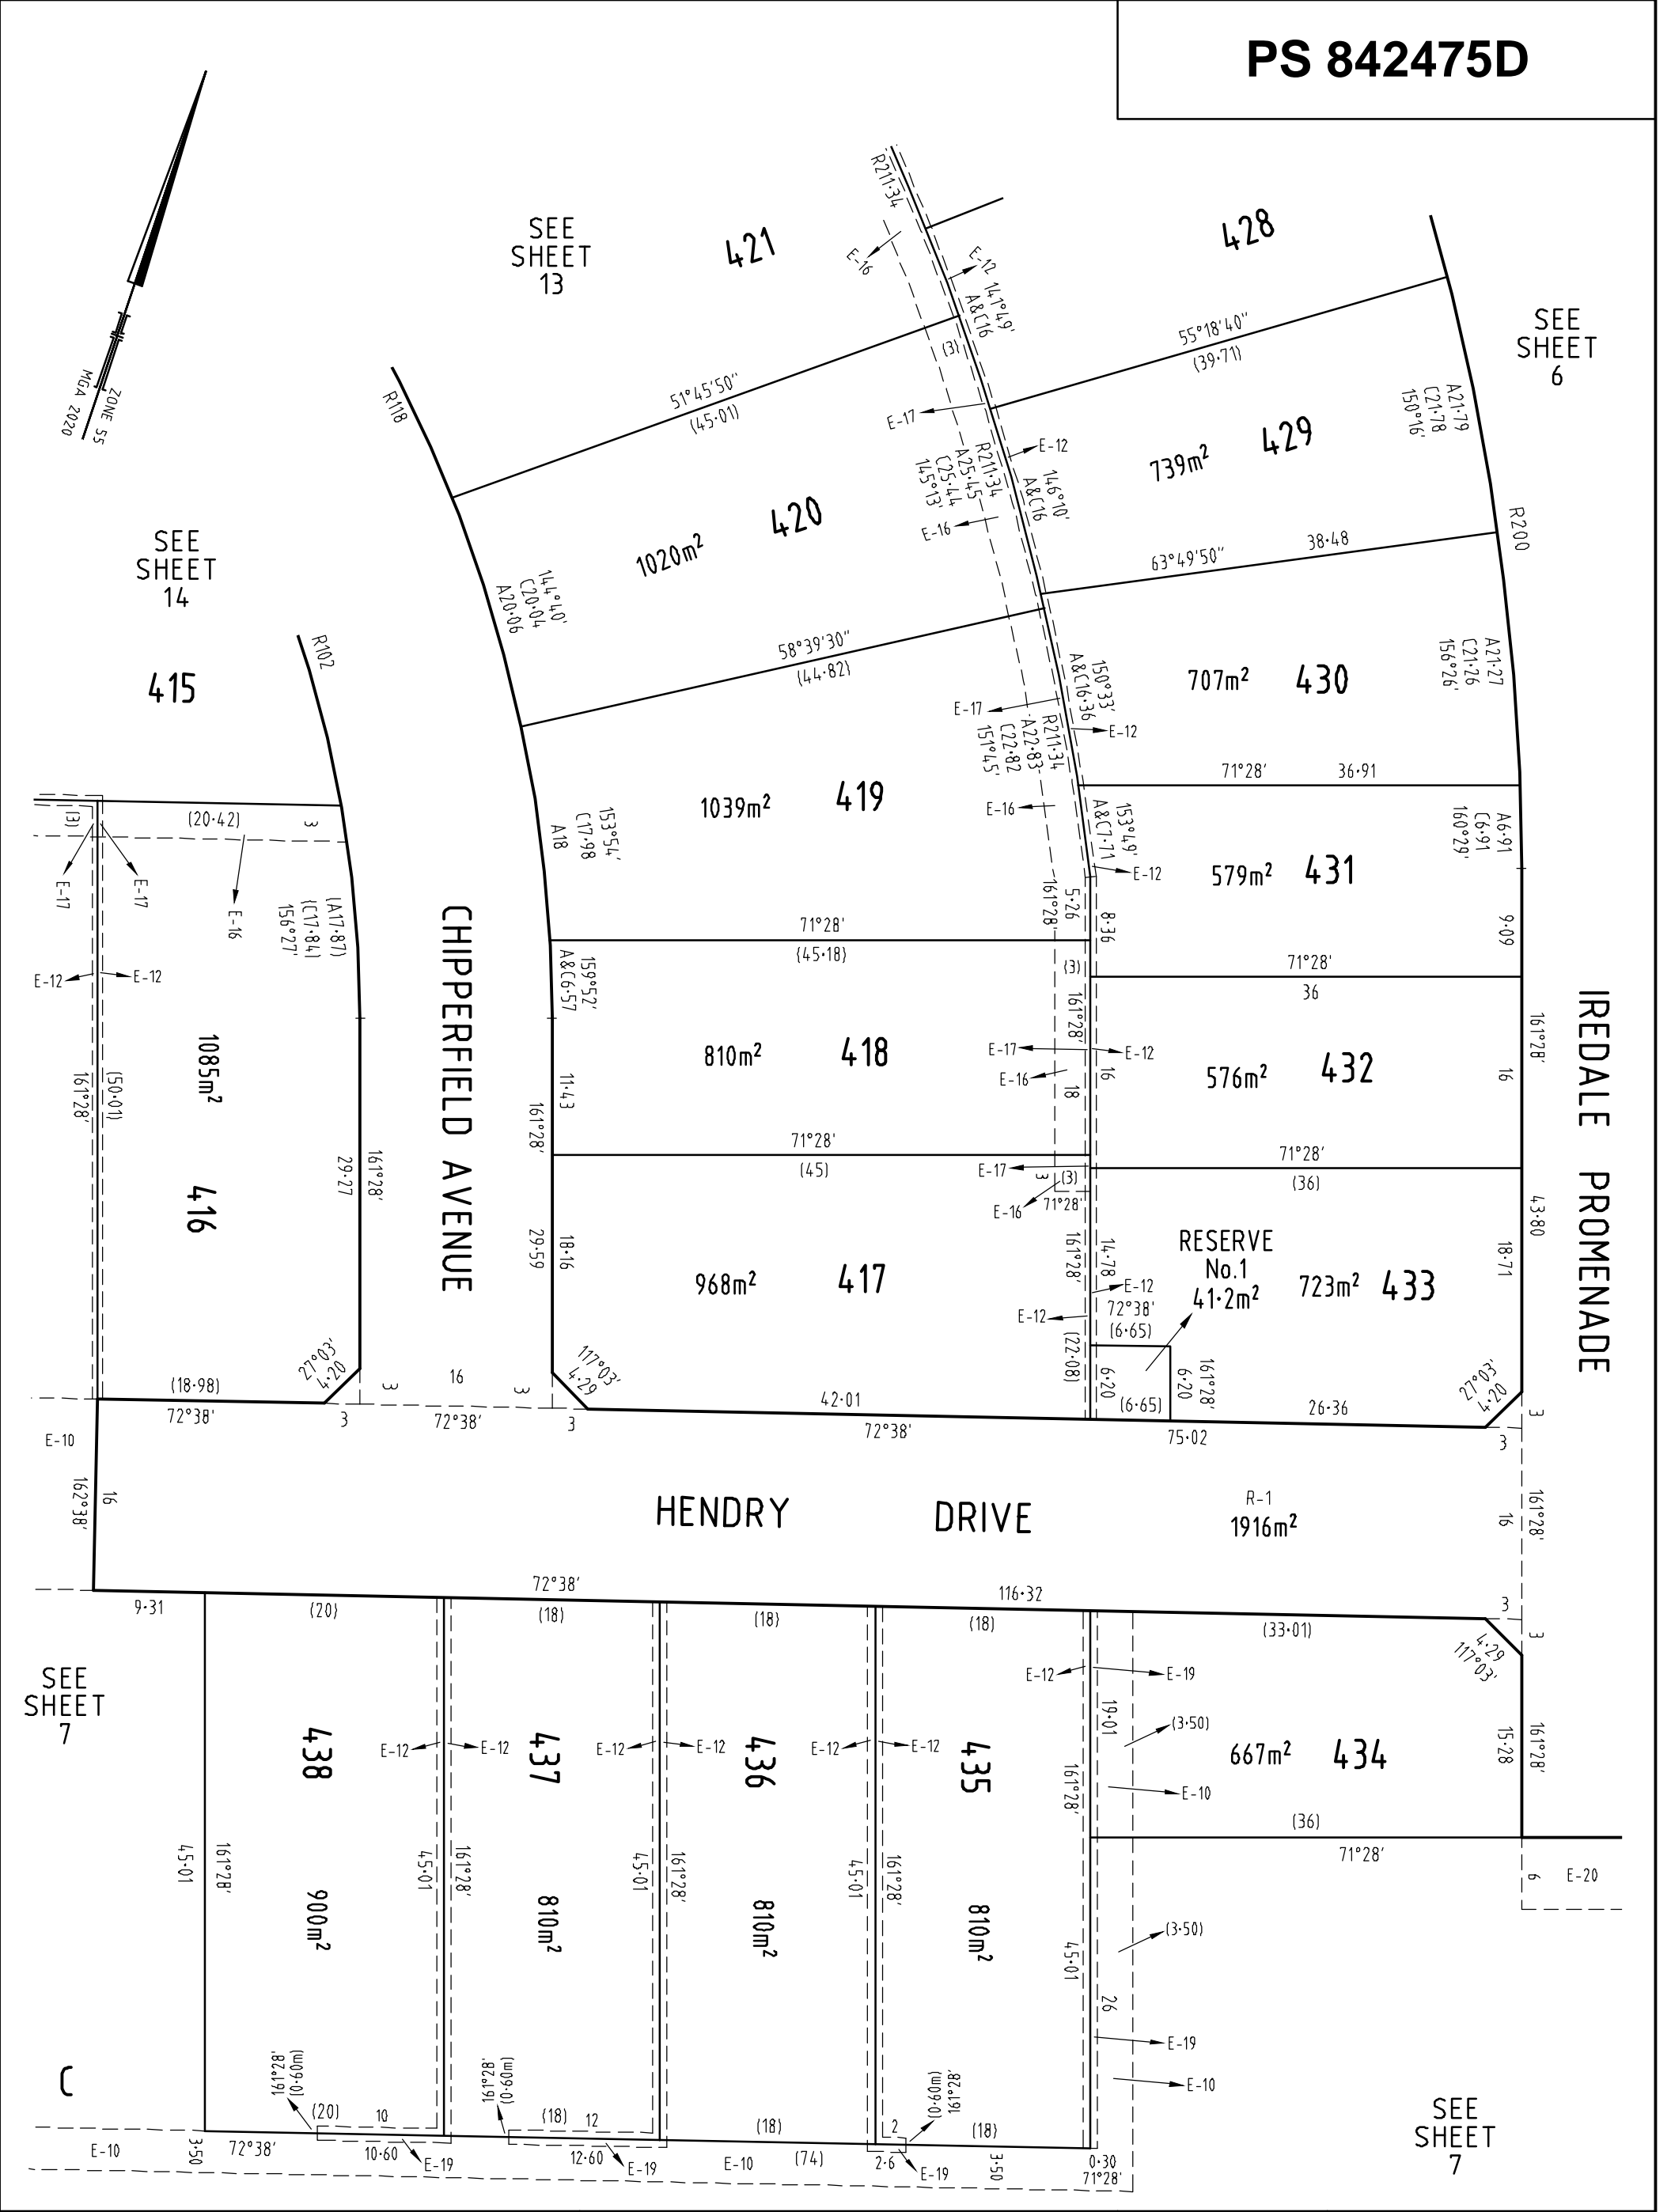 PS 842475D
MGA 2020
ZONE 55
SEE
SHEET
13
421
R211·34
E-16
E-12
141°49'
A&C16
428
SEE
SHEET
6
55°18'40"
(39·71)
R118
51°45'50"
(45·01)
(3)
E-17
E-12
R211·34
A25·45
C25·44
145°13'
146°10'
A&C16
E-16
429
739m²
A21·79
C21·78
150°16'
R200
420
1020m²
144°40'
C20·04
A20·06
63°49'50"
38·48
SEE
SHEET
14
R102
415
58°39'30"
(44·82)
150°33'
A&C16·36
E-12
E-17
R211·34
A22·83
C22·82
151°45'
707m²
430
A21·27
C21·26
156°26'
71°28'
36·91
1039m²
419
E-16
153°54'
C17·98
A18
153°49'
A&C7·71
E-12
579m²
431
A6·91
C6·91
160°29'
(3)
(20·42)
3
E-17
E-17
E-16
(A17·87)
(C17·84)
156°27'
161°28'
5·26
8·36
9·09
71°28'
(45·18)
(3)
71°28'
36
E-12
E-12
CHIPPERFIELD AVENUE
159°52'
A&C6·57
161°28'
1085m²
416
(50·01)
161°28'
29·27
161°28'
810m²
418
11·43
161°28'
E-17
E-12
E-16
18
16
576m²
432
16
161°28'
IREDALE PROMENADE
71°28'
(45)
E-17
3
(3)
E-16
71°28'
71°28'
(36)
43·80
18·71
968m²
417
29·59
18·16
161°28'
14·78
E-12
E-12
(22·08)
RESERVE
No.1
41·2m²
72°38'
(6·65)
723m²
433
6·20
161°28'
6·20
(6·65)
27°03'
4·20
(18·98)
72°38'
3
3
16
3
72°38'
3
117°03'
4·29
42·01
72°38'
26·36
75·02
27°03'
4·20
3
3
E-10
162°38'
16
HENDRY DRIVE
R-1
1916m²
161°28'
16
9·31
72°38'
116·32
(20)
(18)
(18)
(18)
(33·01)
3
3
4·29
117°03'
SEE
SHEET
7
438
900m²
437
810m²
436
810m²
435
810m²
E-12
E-12
E-12
E-12
E-12
E-12
E-12
E-19
19·01
(3·50)
E-10
161°28'
667m²
434
15·28
161°28'
(36)
71°28'
6
E-20
45·01
161°28'
45·01
161°28'
45·01
161°28'
45·01
161°28'
45·01
(3·50)
26
E-19
E-10
C
161°28'
(0·60m)
161°28'
(0·60m)
161°28'
(0·60m)
(20)
10
(18)
12
(18)
2
(18)
E-10
3·50
72°38'
10·60
E-19
12·60
E-19
E-10
(74)
2·6
E-19
3·50
0·30
71°28'
SEE
SHEET
7